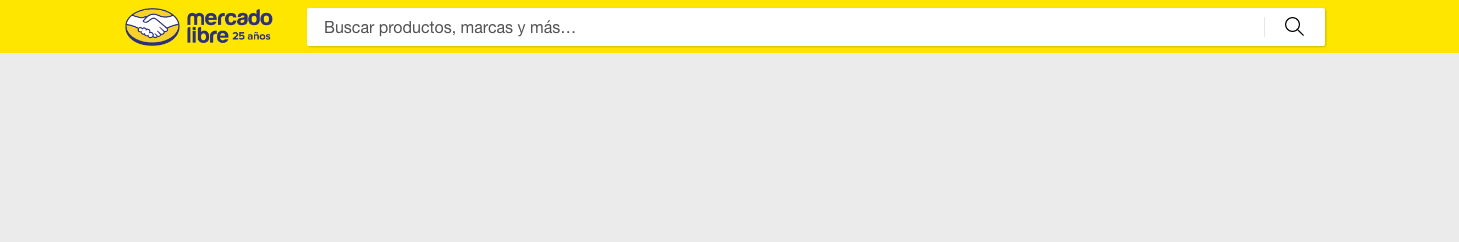 mercado
libre 25 años
Buscar productos, marcas y más...